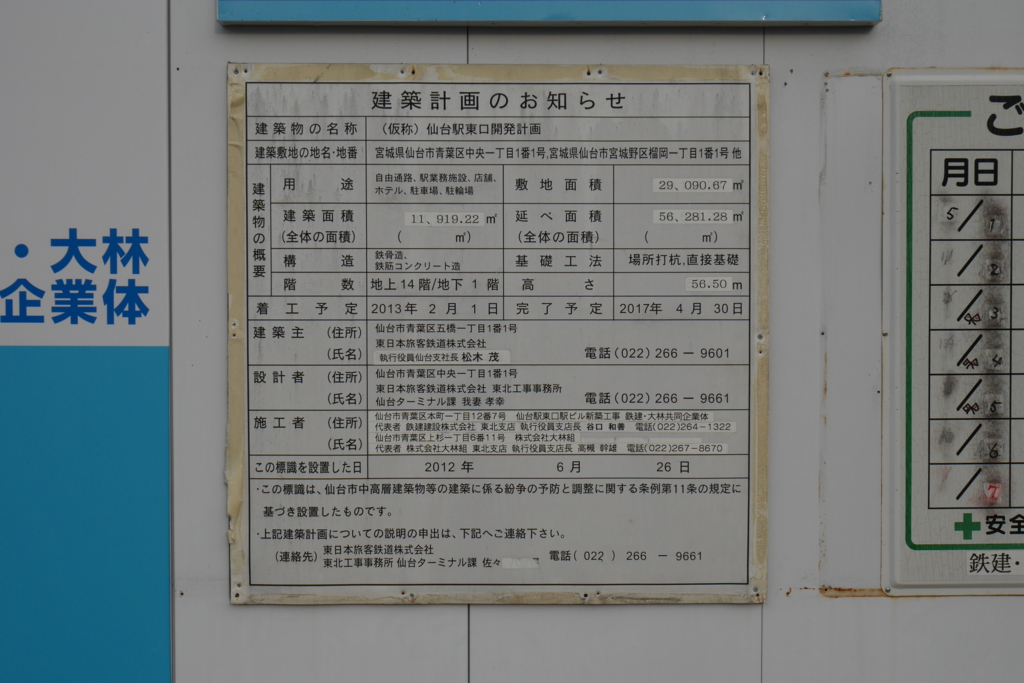 ・大林
企業体
建築計画のお知らせ
建築物の名称 （仮称）仙台駅東口開発計画
建築敷地の地名・地番 宮城県仙台市青葉区中央一丁目1番1号,宮城県仙台市宮城野区榴岡一丁目1番1号 他
建築物の概要
用途 自由通路、駅業務施設、店舗、
ホテル、駐車場、駐輪場
敷地面積 29、090.67㎡
建築面積 11、919.22㎡
(全体の面積) ( ㎡)
延べ面積 56、281.28㎡
(全体の面積) ( ㎡)
構造 鉄骨造、
鉄筋コンクリート造
基礎工法 場所打杭,直接基礎
階数 地上14階/地下 1 階 高さ 56.50m
着工予定 2013年 2月 1日 完了予定 2017年 4月 30日
建築主 (住所) 仙台市青葉区五橋一丁目1番1号
東日本旅客鉄道株式会社
(氏名) 執行役員仙台支社長 松木 茂 電話(022)266－9601
設計者 (住所) 仙台市青葉区中央一丁目1番1号
東日本旅客鉄道株式会社 東北工事事務所
(氏名) 仙台ターミナル課 我妻 孝幸 電話(022)266－9661
施工者 (住所) 仙台市青葉区本町一丁目12番7号 仙台駅東口駅ビル新築工事 鉄建・大林共同企業体
代表者 鉄建建設株式会社 東北支店 執行役員支店長 谷口 和善 電話(022)264－1322
仙台市青葉区上杉一丁目6番11号 株式会社大林組
(氏名) 代表者 株式会社大林組 東北支店 執行役員支店長 高槻 幹雄 電話(022)267－8670
この標識を設置した日 2012年 6月 26日
・この標識は、仙台市中高層建築物等の建築に係る紛争の予防と調整に関する条例第11条の規定に
基づき設置したものです。
・上記建築計画についての説明の申出は、下記へご連絡下さい。
(連絡先) 東日本旅客鉄道株式会社
東北工事事務所 仙台ターミナル課 佐々 電話(022) 266－9661
ご
月日
5/1
/2
/3
/4
/5
/6
/7
安全
鉄建・